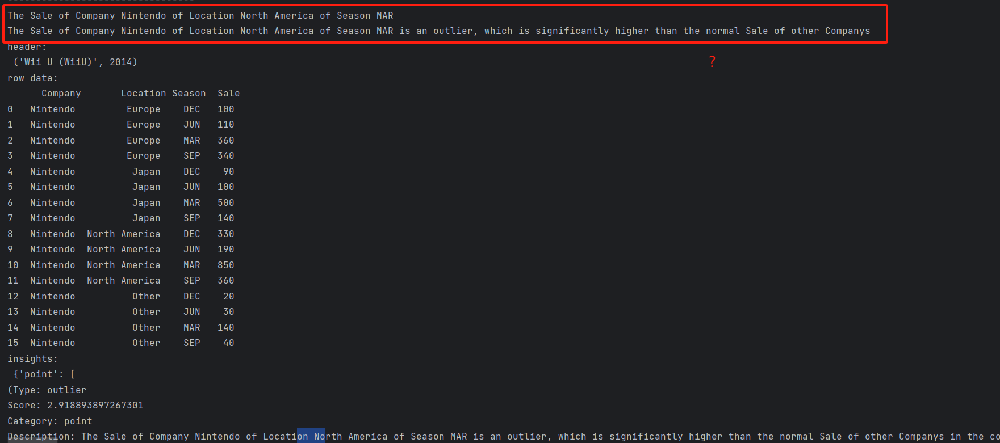 The Sale of Company Nintendo of Location North America of Season MAR
The Sale of Company Nintendo of Location North America of Season MAR is an outlier, which is significantly higher than the normal Sale of other Companys
header:
('Wii U (WiiU)', 2014)
?
row data:
Company Location Season Sale
0 Nintendo Europe DEC 100
1 Nintendo Europe JUN 110
2 Nintendo Europe MAR 360
3 Nintendo Europe SEP 340
4 Nintendo Japan DEC 90
5 Nintendo Japan JUN 100
6 Nintendo Japan MAR 500
7 Nintendo Japan SEP 140
8 Nintendo North America DEC 330
9 Nintendo North America JUN 190
10 Nintendo North America MAR 850
11 Nintendo North America SEP 360
12 Nintendo Other DEC 20
13 Nintendo Other JUN 30
14 Nintendo Other MAR 140
15 Nintendo Other SEP 40
insights:
{'point': [
(Type: outlier
Score: 2.918893897267301
Category: point
Description: The Sale of Company Nintendo of Location North America of Season MAR is an outlier, which is significantly higher than the normal Sale of other Companys in the